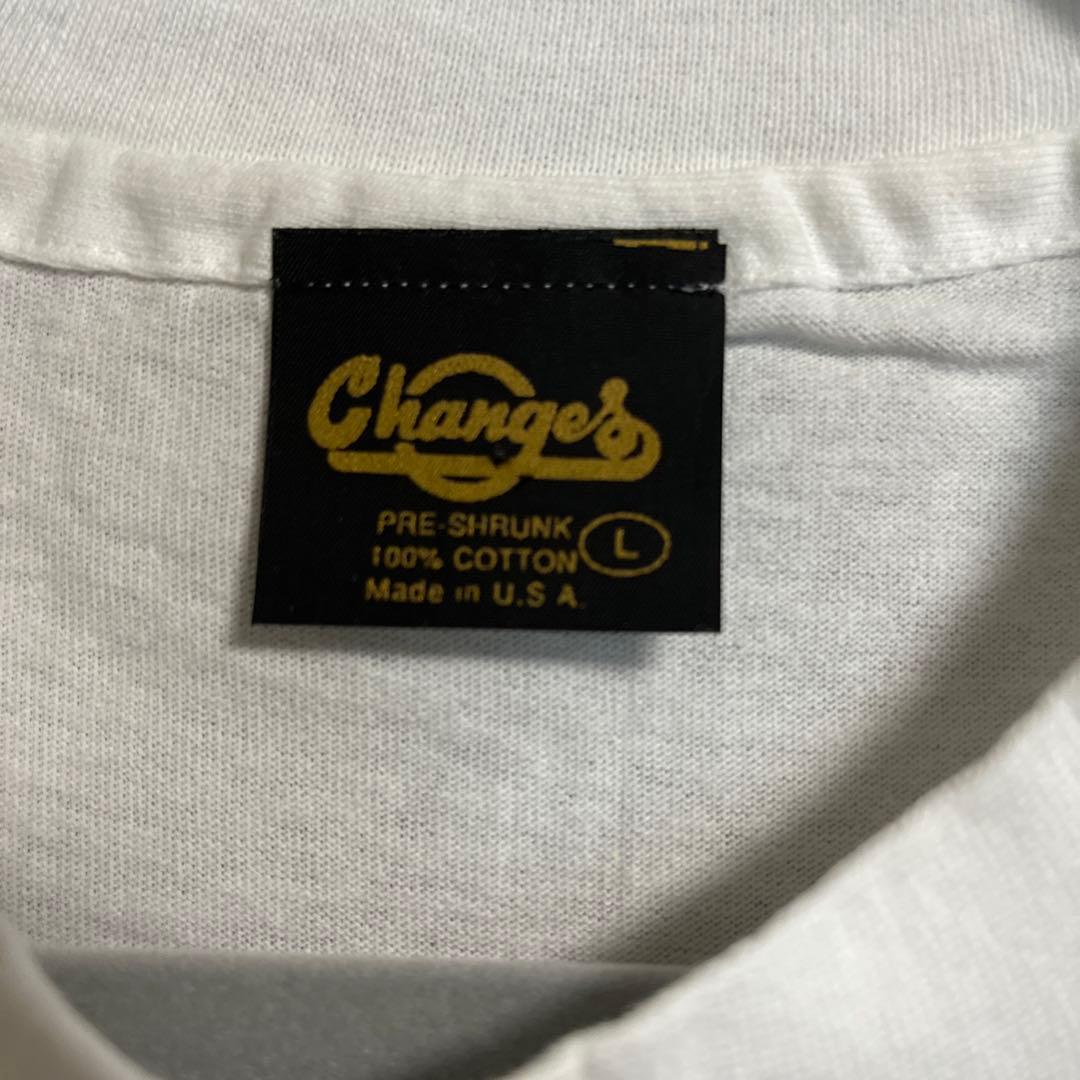 Changes
PRE-SHRUNK
100% COTTON
L
Made in U.S A.